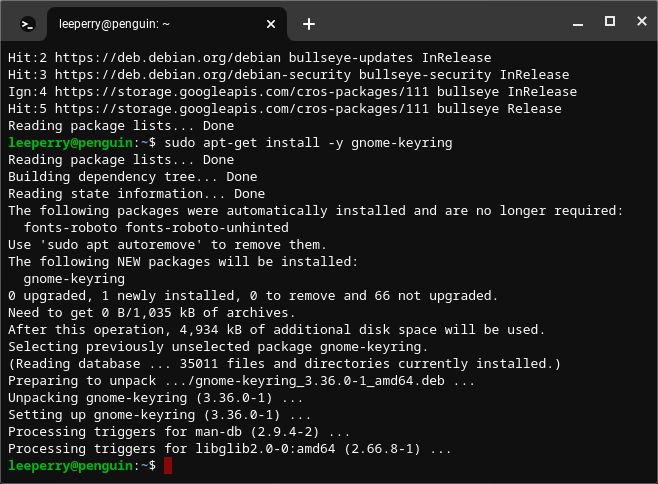 leeperry@penguin: ~
Hit:2 https://deb.debian.org/debian bullseye-updates InRelease
Hit:3 https://deb.debian.org/debian-security bullseye-security InRelease
Ign:4 https://storage.googleapis.com/cros-packages/111 bullseye InRelease
Hit:5 https://storage.googleapis.com/cros-packages/111 bullseye Release
Reading package lists... Done
leeperry@penguin:~$ sudo apt-get install -y gnome-keyring
Reading package lists... Done
Building dependency tree... Done
Reading state information... Done
The following packages were automatically installed and are no longer required:
  fonts-roboto fonts-roboto-unhinted
Use 'sudo apt autoremove' to remove them.
The following NEW packages will be installed:
  gnome-keyring
0 upgraded, 1 newly installed, 0 to remove and 66 not upgraded.
Need to get 0 B/1,035 kB of archives.
After this operation, 4,934 kB of additional disk space will be used.
Selecting previously unselected package gnome-keyring.
(Reading database ... 35011 files and directories currently installed.)
Preparing to unpack .../gnome-keyring_3.36.0-1_amd64.deb ...
Unpacking gnome-keyring (3.36.0-1) ...
Setting up gnome-keyring (3.36.0-1) ...
Processing triggers for man-db (2.9.4-2) ...
Processing triggers for libglib2.0-0:amd64 (2.66.8-1) ...
leeperry@penguin:~$